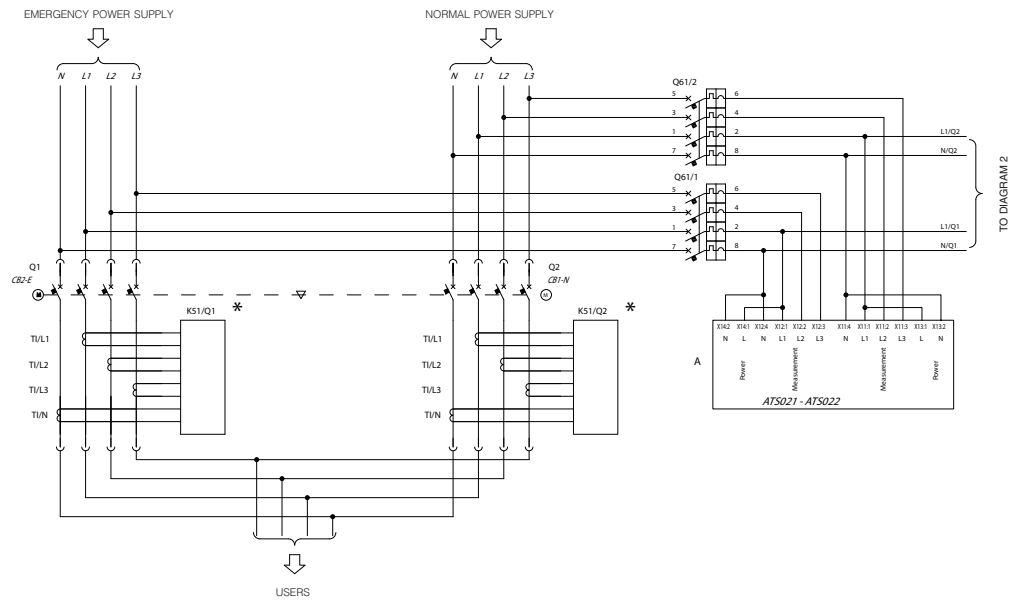 EMERGENCY POWER SUPPLY
NORMAL POWER SUPPLY
N L1 L2 L3
N L1 L2 L3
Q61/2
5 6
3 4
1 2 L1/Q2
7 8 N/Q2
TO DIAGRAM 2
Q61/1
5 6
3 4
1 2 L1/Q1
7 8 N/Q1
Q1
CB2-E
M
Q2
CB1-N
M
K51/Q1 *
K51/Q2 *
TI/L1
TI/L2
TI/L3
TI/N
TI/L1
TI/L2
TI/L3
TI/N
A
X14:2 X14:1 X12:4 X12:1 X12:2 X12:3 X11:4 X11:1 X11:2 X11:3 X13:1 X13:2
N L N L1 L2 L3 N L1 L2 L3 L N
Power Measurement Measurement Power
ATS021 - ATS022
USERS